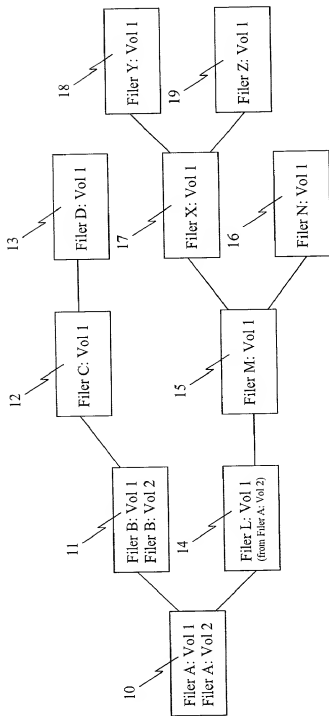 10
Filer A: Vol 1
Filer A: Vol 2
11
Filer B: Vol 1
Filer B: Vol 2
12
Filer C: Vol 1
13
Filer D: Vol 1
14
Filer L: Vol 1
(from Filer A: Vol 2)
15
Filer M: Vol 1
16
Filer N: Vol 1
17
Filer X: Vol 1
18
Filer Y: Vol 1
19
Filer Z: Vol 1